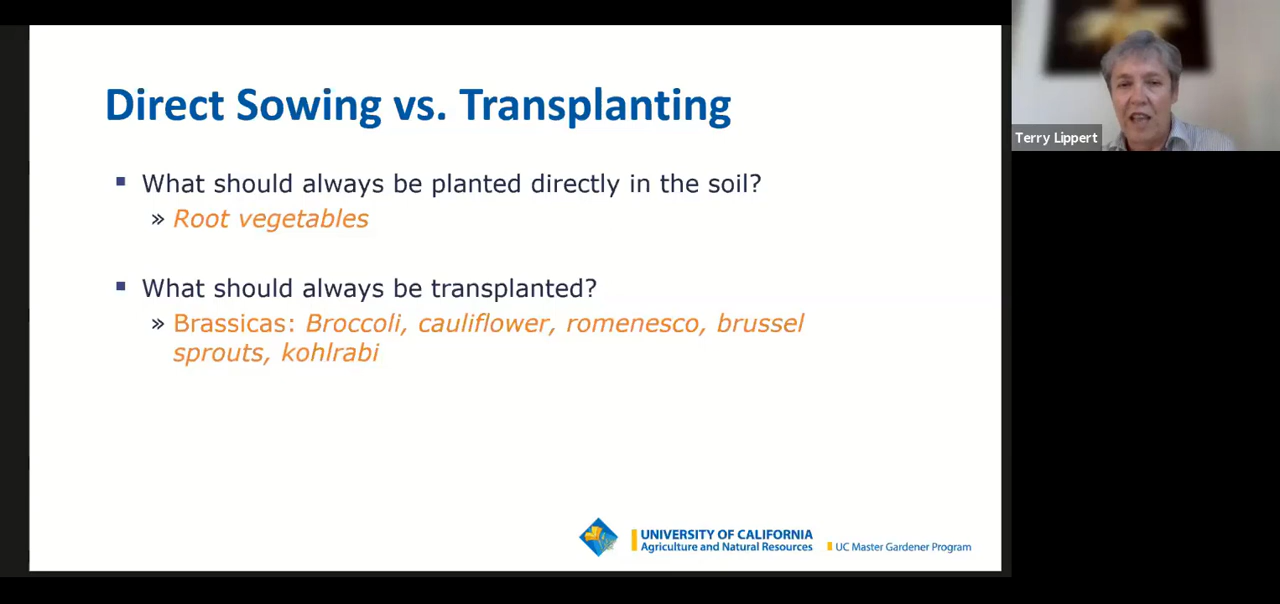 Direct Sowing vs. Transplanting
▪ What should always be planted directly in the soil?
» Root vegetables
▪ What should always be transplanted?
» Brassicas: Broccoli, cauliflower, romenesco, brussel
sprouts, kohlrabi
UNIVERSITY OF CALIFORNIA
Agriculture and Natural Resources
UC Master Gardener Program
Terry Lippert